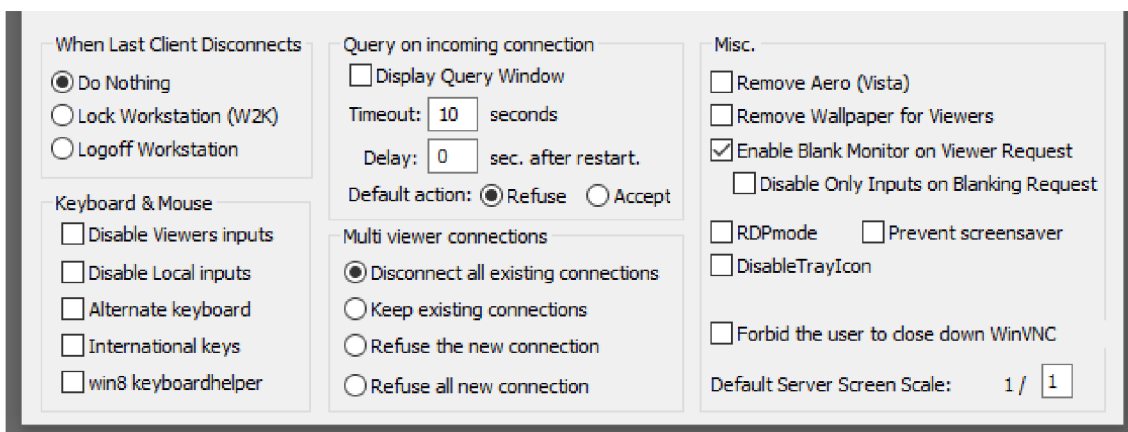 When Last Client Disconnects
Do Nothing
Lock Workstation (W2K)
Logoff Workstation
Keyboard & Mouse
Disable Viewers inputs
Disable Local inputs
Alternate keyboard
International keys
win8 keyboardhelper
Query on incoming connection
Display Query Window
Timeout: 10 seconds
Delay: 0 sec. after restart.
Default action: Refuse Accept
Multi viewer connections
Disconnect all existing connections
Keep existing connections
Refuse the new connection
Refuse all new connection
Misc.
Remove Aero (Vista)
Remove Wallpaper for Viewers
Enable Blank Monitor on Viewer Request
Disable Only Inputs on Blanking Request
RDPmode Prevent screensaver
DisableTrayIcon
Forbid the user to close down WinVNC
Default Server Screen Scale: 1 / 1